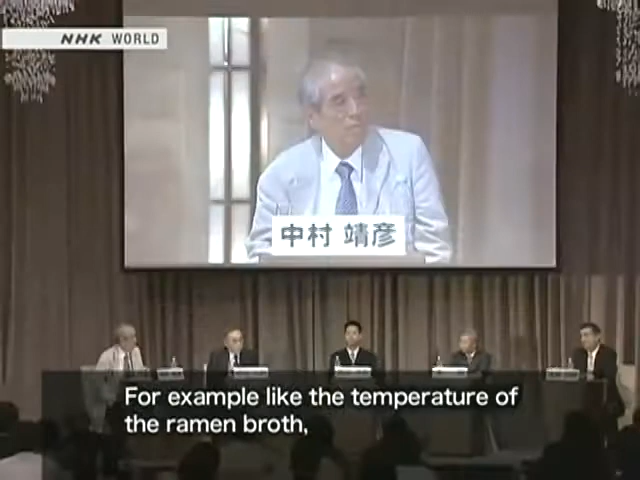 NHK WORLD
中村 靖彦
For example like the temperature of
the ramen broth,